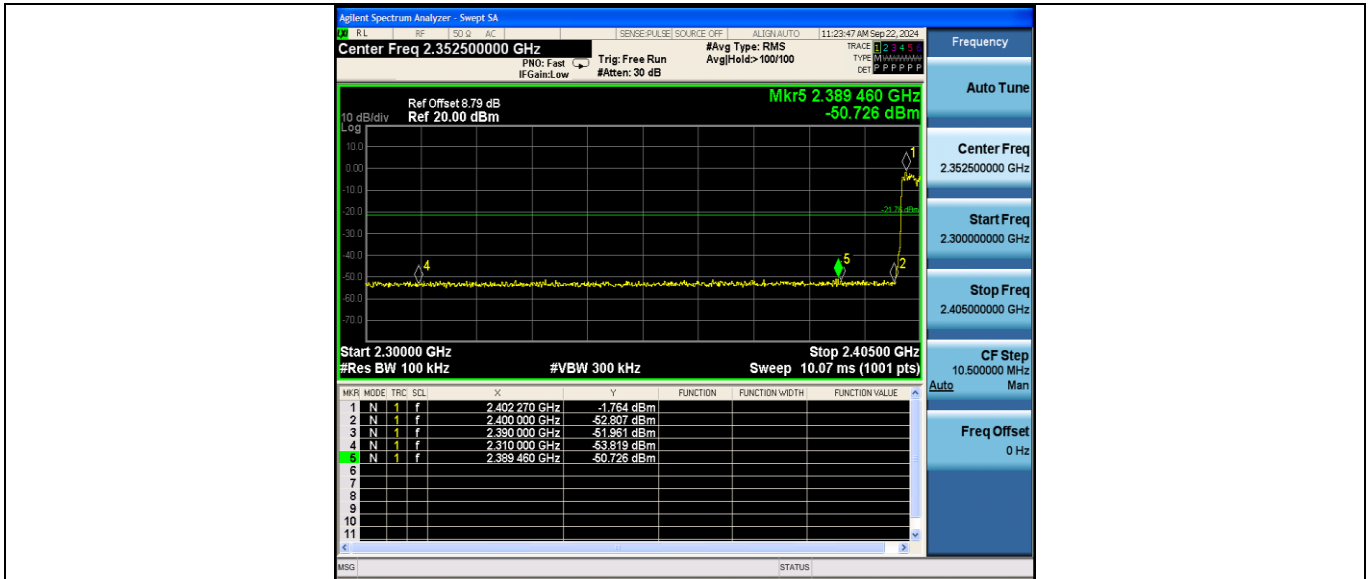 Agilent Spectrum Analyzer - Swept SA
LXI RL RF 50 Ω AC SENSE:PULSE SOURCE OFF ALIGN AUTO 11:23:47 AM Sep 22, 2024
Center Freq 2.352500000 GHz
PNO: Fast
IFGain:Low
Trig: Free Run
#Atten: 30 dB
#Avg Type: RMS
Avg|Hold:> 100/100
TRACE 1 2 3 4 5 6
TYPE M WWWWW
DET P P P P P P
Mkr5 2.389 460 GHz
-50.726 dBm
Ref Offset 8.79 dB
10 dB/div Ref 20.00 dBm
Log
10.0
0.00
-10.0
-20.0
-30.0
-40.0
-50.0
-60.0
-70.0
-21.76 dBm
1
4
5
2
Start 2.30000 GHz Stop 2.40500 GHz
#Res BW 100 kHz #VBW 300 kHz Sweep 10.07 ms (1001 pts)
MKR MODE TRC SCL X Y FUNCTION FUNCTION WIDTH FUNCTION VALUE
1 N 1 f 2.402 270 GHz -1.764 dBm
2 N 1 f 2.400 000 GHz -52.807 dBm
3 N 1 f 2.390 000 GHz -51.961 dBm
4 N 1 f 2.310 000 GHz -53.819 dBm
5 N 1 f 2.389 460 GHz -50.726 dBm
6
7
8
9
10
11
MSG STATUS
Frequency
Auto Tune
Center Freq
2.352500000 GHz
Start Freq
2.300000000 GHz
Stop Freq
2.405000000 GHz
CF Step
10.500000 MHz
Auto Man
Freq Offset
0 Hz